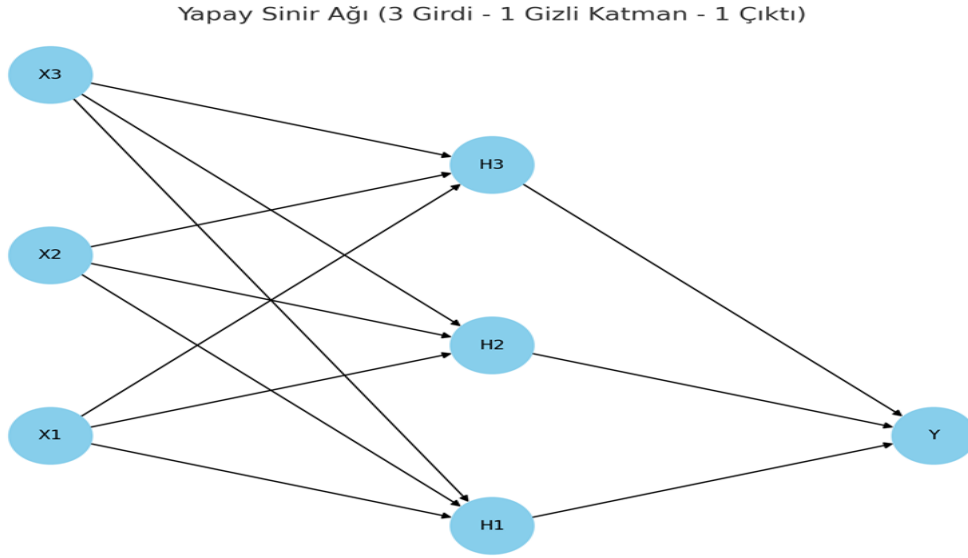 Yapay Sinir Ağı (3 Girdi - 1 Gizli Katman - 1 Çıktı)
X3
H3
X2
H2
X1
Y
H1